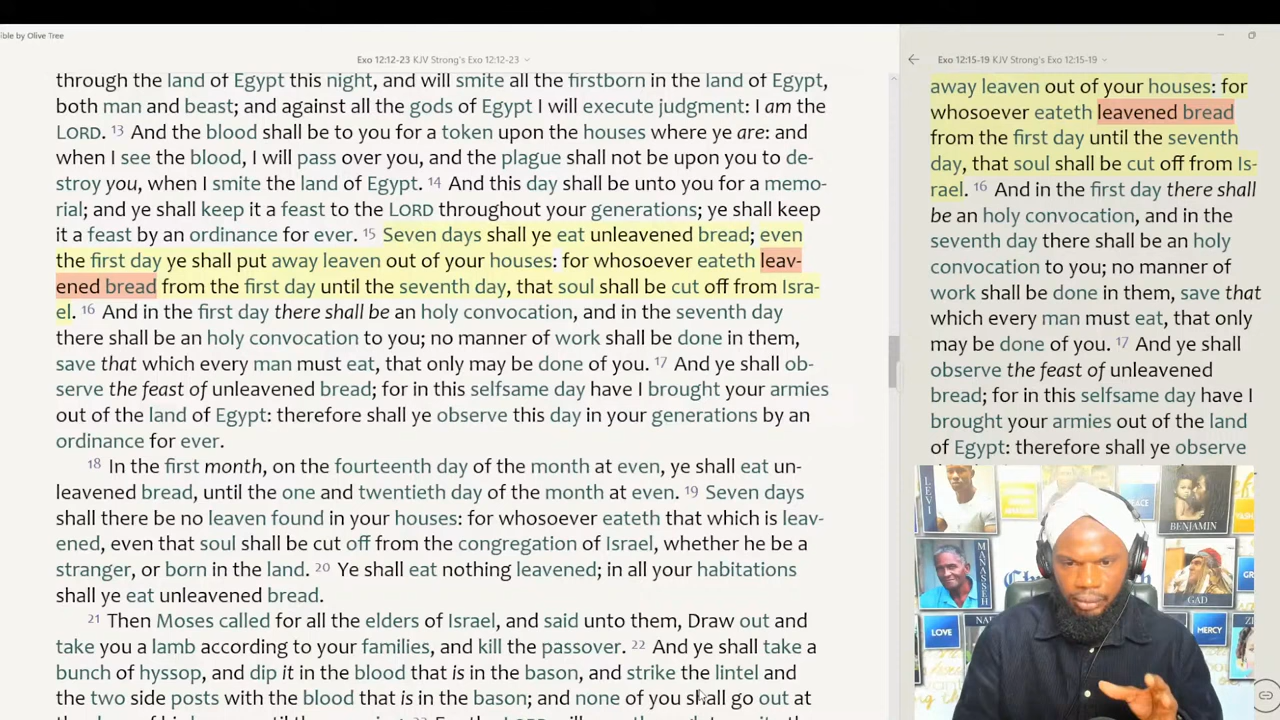 ible by Olive Tree
Exo 12:12-23 KJV Strong's Exo 12:12-23
through the land of Egypt this night, and will smite all the firstborn in the land of Egypt,
both man and beast; and against all the gods of Egypt I will execute judgment: I am the
LORD. 13 And the blood shall be to you for a token upon the houses where ye are: and
when I see the blood, I will pass over you, and the plague shall not be upon you to de-
stroy you, when I smite the land of Egypt. 14 And this day shall be unto you for a memo-
rial; and ye shall keep it a feast to the LORD throughout your generations; ye shall keep
it a feast by an ordinance for ever. 15 Seven days shall ye eat unleavened bread; even
the first day ye shall put away leaven out of your houses: for whosoever eateth leav-
ened bread from the first day until the seventh day, that soul shall be cut off from Isra-
el. 16 And in the first day there shall be an holy convocation, and in the seventh day
there shall be an holy convocation to you; no manner of work shall be done in them,
save that which every man must eat, that only may be done of you. 17 And ye shall ob-
serve the feast of unleavened bread; for in this selfsame day have I brought your armies
out of the land of Egypt: therefore shall ye observe this day in your generations by an
ordinance for ever.
18 In the first month, on the fourteenth day of the month at even, ye shall eat un-
leavened bread, until the one and twentieth day of the month at even. 19 Seven days
shall there be no leaven found in your houses: for whosoever eateth that which is leav-
ened, even that soul shall be cut off from the congregation of Israel, whether he be a
stranger, or born in the land. 20 Ye shall eat nothing leavened; in all your habitations
shall ye eat unleavened bread.
21 Then Moses called for all the elders of Israel, and said unto them, Draw out and
take you a lamb according to your families, and kill the passover. 22 And ye shall take a
bunch of hyssop, and dip it in the blood that is in the bason, and strike the lintel and
the two side posts with the blood that is in the bason; and none of you shall go out at
Exo 12:15-19 KJV Strong's Exo 12:15-19
away leaven out of your houses: for
whosoever eateth leavened bread
from the first day until the seventh
day, that soul shall be cut off from Is-
rael. 16 And in the first day there shall
be an holy convocation, and in the
seventh day there shall be an holy
convocation to you; no manner of
work shall be done in them, save that
which every man must eat, that only
may be done of you. 17 And ye shall
observe the feast of unleavened
bread; for in this selfsame day have I
brought your armies out of the land
of Egypt: therefore shall ye observe
LEVI
BENJAMIN
MANASSEH
GAD
LOVE
MERCY